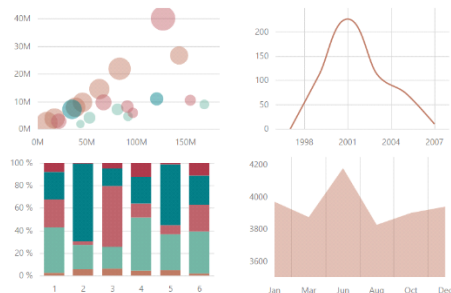 40M
30M
20M
10M
0M
0M 50M 100M 150M
200
150
100
50
0
1998 2001 2004 2007
100 %
80 %
60 %
40 %
20 %
0 %
1 2 3 4 5 6
4200
4000
3800
3600
Jan Mar Jun Aug Oct Dec